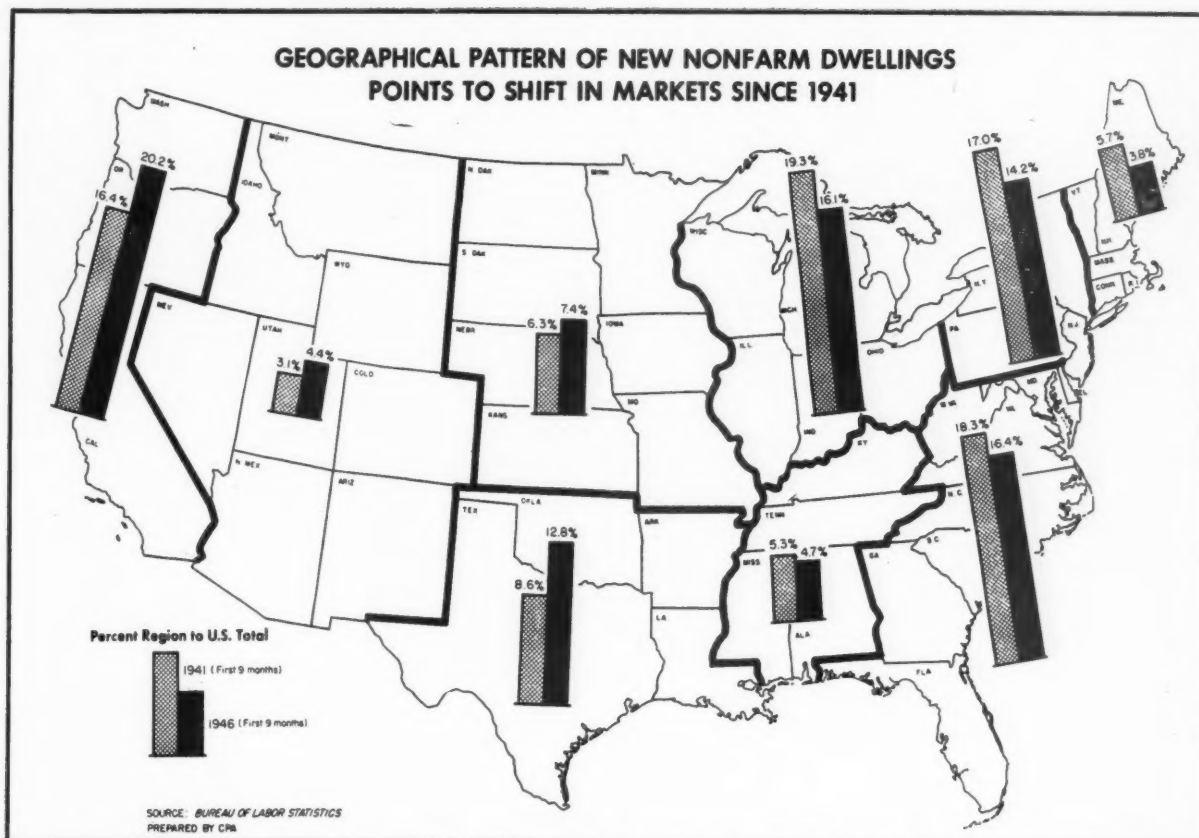 GEOGRAPHICAL PATTERN OF NEW NONFARM DWELLINGS
POINTS TO SHIFT IN MARKETS SINCE 1941
WASH
OR
IDAHO
MONT
N. DAK
MINN
WISC
MICH
ME.
VT.
N.H.
MASS
CONN
R.I.
N.Y.
20.2%
16.4%
19.3%
16.1%
17.0%
14.2%
5.7%
3.8%
WYO
S. DAK
NEBR
IOWA
ILL.
IND
OHIO
PA
N.J.
MD.
DEL
NEV
UTAH
COLO
KANS
MO
KY
W.VA.
VA.
3.1%
4.4%
6.3%
7.4%
18.3%
16.4%
CAL
N. MEX
ARIZ
TEX
OKLA
ARK
TENN
N.C.
S.C.
MISS
ALA
GA
LA.
FLA
8.6%
12.8%
5.3%
4.7%
Percent Region to U.S. Total
1941 (First 9 months)
1946 (First 9 months)
SOURCE: BUREAU OF LABOR STATISTICS
PREPARED BY CPA